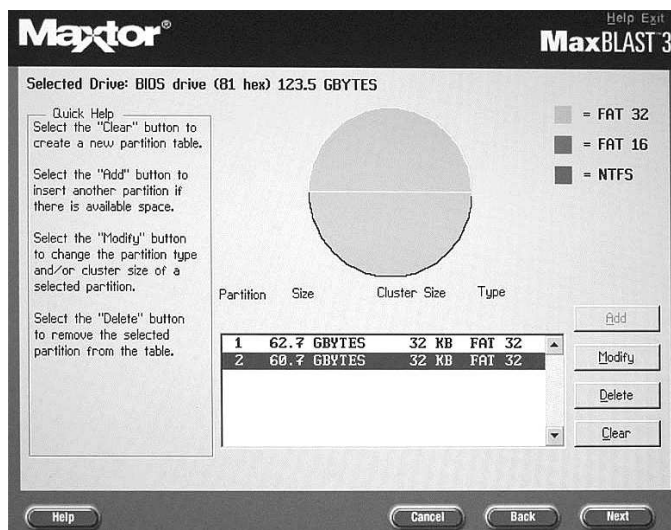 Maxtor®
Help Exit
MaxBLAST 3
Selected Drive: BIOS drive (81 hex) 123.5 GBYTES
Quick Help
Select the "Clear" button to
create a new partition table.
Select the "Add" button to
insert another partition if
there is available space.
Select the "Modify" button
to change the partition type
and/or cluster size of a
selected partition.
Select the "Delete" button
to remove the selected
partition from the table.
= FAT 32
= FAT 16
= NTFS
Partition Size Cluster Size Type
1 62.7 GBYTES 32 KB FAT 32
2 60.7 GBYTES 32 KB FAT 32
Add
Modify
Delete
Clear
Help
Cancel
Back
Next